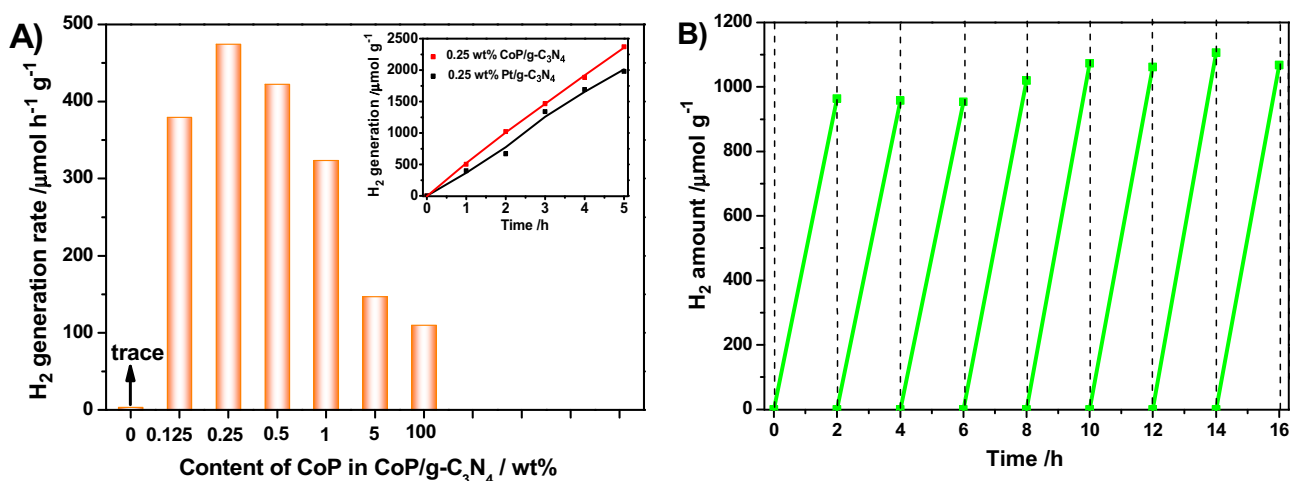 A)
H₂ generation rate /μmol h⁻¹ g⁻¹
500
400
300
200
100
0
trace
0 0.125 0.25 0.5 1 5 100
Content of CoP in CoP/g-C₃N₄ / wt%
H₂ generation /μmol g⁻¹
2500
2000
1500
1000
500
0
0.25 wt% CoP/g-C₃N₄
0.25 wt% Pt/g-C₃N₄
0 1 2 3 4 5
Time /h
B)
H₂ amount /μmol g⁻¹
1200
1000
800
600
400
200
0
0 2 4 6 8 10 12 14 16
Time /h